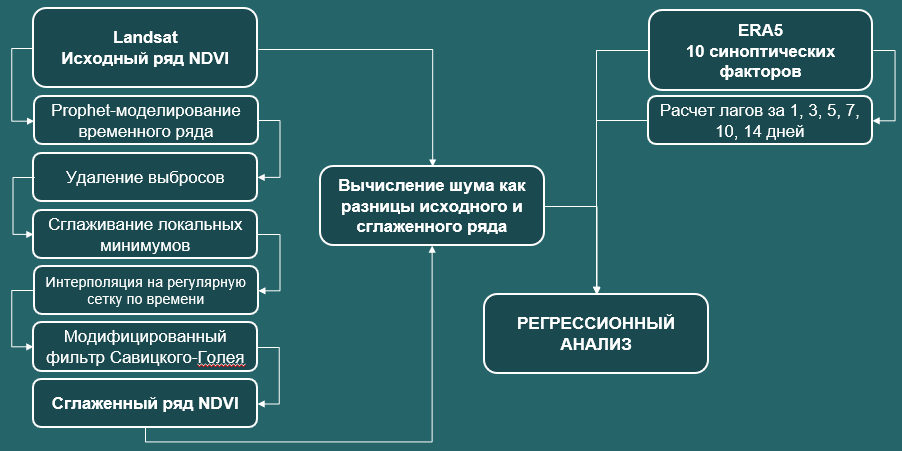 Landsat
Исходный ряд NDVI
Prophet-моделирование
временного ряда
Удаление выбросов
Сглаживание локальных
минимумов
Интерполяция на регулярную
сетку по времени
Модифицированный
фильтр Савицкого-Голея
Сглаженный ряд NDVI
Вычисление шума как
разницы исходного и
сглаженного ряда
ERA5
10 синоптических
факторов
Расчет лагов за 1, 3, 5, 7,
10, 14 дней
РЕГРЕССИОННЫЙ
АНАЛИЗ